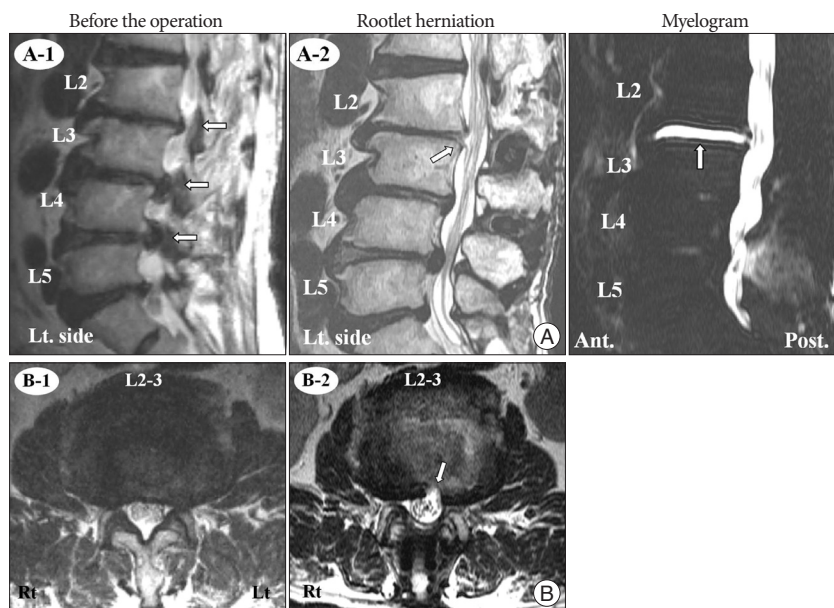 Before the operation
Rootlet herniation
Myelogram
A-1
L2
L3
L4
L5
Lt. side
A-2
L2
L3
L4
L5
Lt. side
A
L2
L3
L4
L5
Ant.
Post.
B-1
L2-3
Rt
Lt
B-2
L2-3
Rt
B